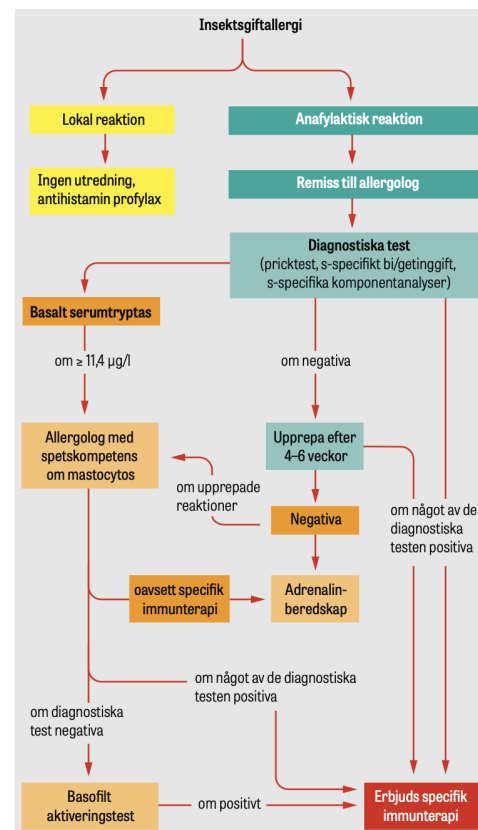 Insektsgiftallergi
Lokal reaktion
Anafylaktisk reaktion
Ingen utredning,
antihistamin profylax
Remiss till allergolog
Diagnostiska test
(pricktest, s-specifikt bi/getinggift,
s-specifika komponentanalyser)
Basalt serumtryptas
om ≥ 11,4 µg/l
om negativa
Allergolog med
spetskompetens
om mastocytos
Upprepa efter
4–6 veckor
om upprepade
reaktioner
Negativa
om något av de
diagnostiska
testen positiva
oavsett specifik
immunterapi
Adrenalin-
beredskap
om något av de diagnostiska
testen positiva
om diagnostiska
test negativa
Basofilt
aktiveringstest
om positivt
Erbjuds specifik
immunterapi